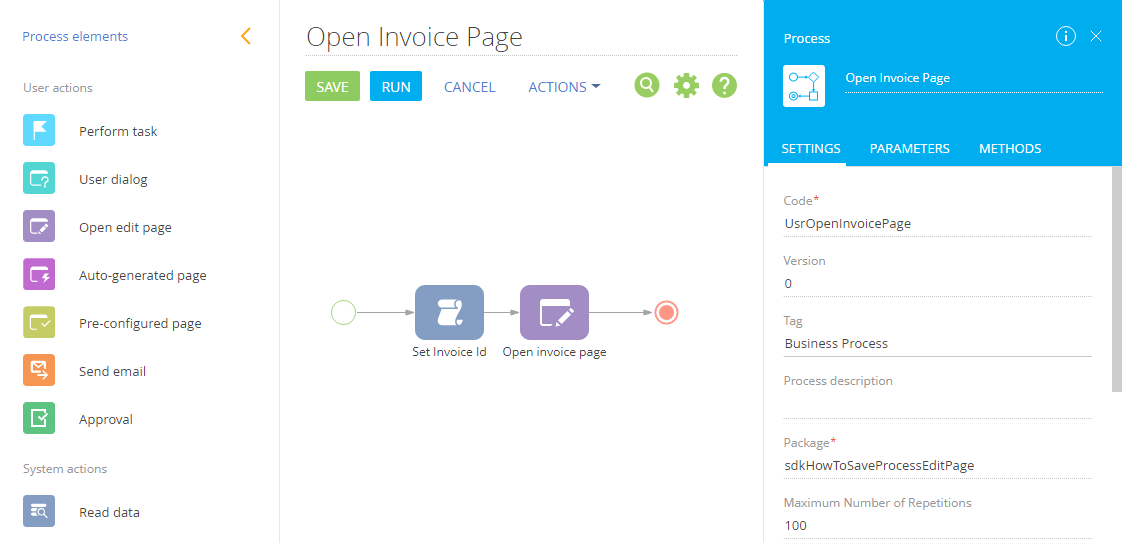 Process elements
User actions
Perform task
User dialog
Open edit page
Auto-generated page
Pre-configured page
Send email
Approval
System actions
Read data
Open Invoice Page
SAVE RUN CANCEL ACTIONS
Set Invoice Id Open invoice page
Process
Open Invoice Page
SETTINGS PARAMETERS METHODS
Code*
UsrOpenInvoicePage
Version
0
Tag
Business Process
Process description
Package*
sdkHowToSaveProcessEditPage
Maximum Number of Repetitions
100